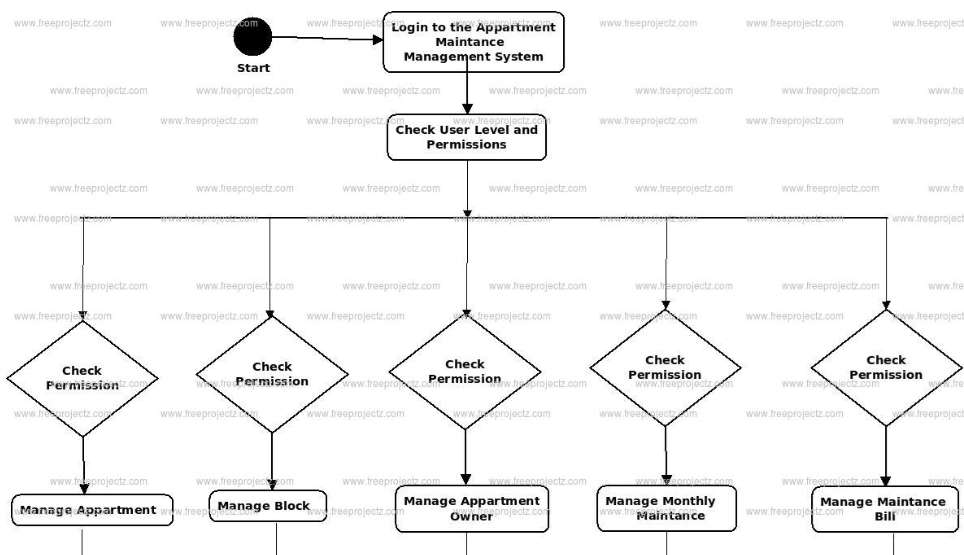 Login to the Appartment
Maintance
Management System
Start
Check User Level and
Permissions
Check
Permission
Check
Permission
Check
Permission
Check
Permission
Check
Permission
Manage Appartment
Manage Block
Manage Appartment
Owner
Manage Monthly
Maintance
Manage Maintance
Bill
www.freeprojectz.com